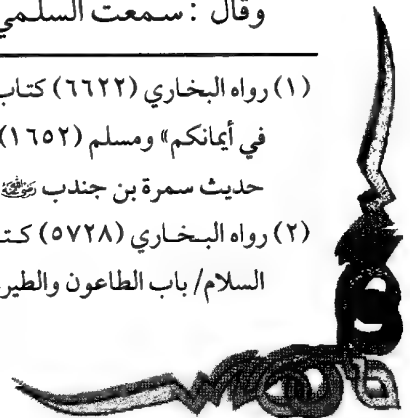 وقال : سمعت السلمي
(١) رواه البخاري (٦٦٢٢) كتاب
في أيمانكم» ومسلم (١٦٥٢)
حديث سمرة بن جندب رضي الله عنه
(٢) رواه البخاري (٥٧٢٨) كتـ
السلام/ باب الطاعون والطير